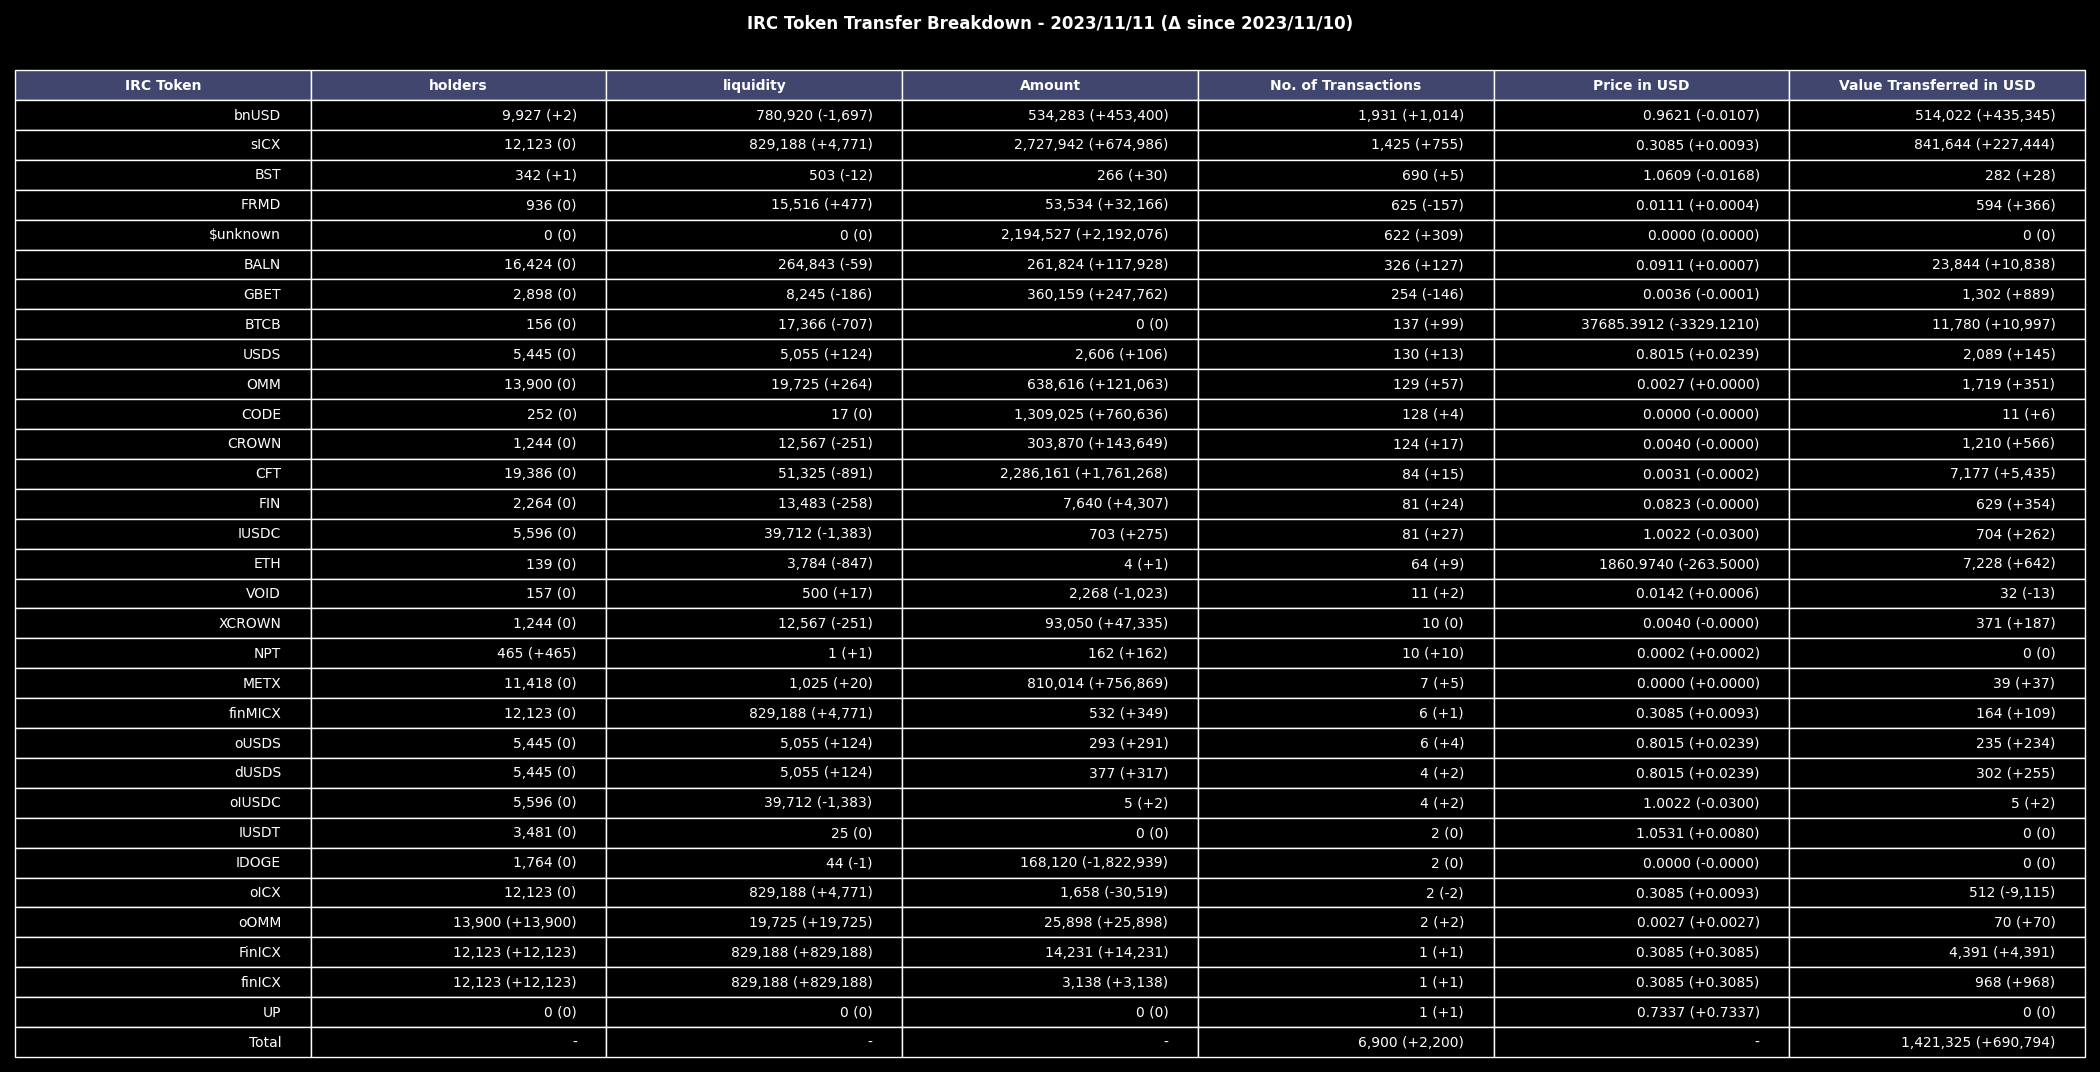 IRC Token Transfer Breakdown - 2023/11/11 (Δ since 2023/11/10)
IRC Token holders liquidity Amount No. of Transactions Price in USD Value Transferred in USD
bnUSD 9,927 (+2) 780,920 (-1,697) 534,283 (+453,400) 1,931 (+1,014) 0.9621 (-0.0107) 514,022 (+435,345)
sICX 12,123 (0) 829,188 (+4,771) 2,727,942 (+674,986) 1,425 (+755) 0.3085 (+0.0093) 841,644 (+227,444)
BST 342 (+1) 503 (-12) 266 (+30) 690 (+5) 1.0609 (-0.0168) 282 (+28)
FRMD 936 (0) 15,516 (+477) 53,534 (+32,166) 625 (-157) 0.0111 (+0.0004) 594 (+366)
$unknown 0 (0) 0 (0) 2,194,527 (+2,192,076) 622 (+309) 0.0000 (0.0000) 0 (0)
BALN 16,424 (0) 264,843 (-59) 261,824 (+117,928) 326 (+127) 0.0911 (+0.0007) 23,844 (+10,838)
GBET 2,898 (0) 8,245 (-186) 360,159 (+247,762) 254 (-146) 0.0036 (-0.0001) 1,302 (+889)
BTCB 156 (0) 17,366 (-707) 0 (0) 137 (+99) 37685.3912 (-3329.1210) 11,780 (+10,997)
USDS 5,445 (0) 5,055 (+124) 2,606 (+106) 130 (+13) 0.8015 (+0.0239) 2,089 (+145)
OMM 13,900 (0) 19,725 (+264) 638,616 (+121,063) 129 (+57) 0.0027 (+0.0000) 1,719 (+351)
CODE 252 (0) 17 (0) 1,309,025 (+760,636) 128 (+4) 0.0000 (-0.0000) 11 (+6)
CROWN 1,244 (0) 12,567 (-251) 303,870 (+143,649) 124 (+17) 0.0040 (-0.0000) 1,210 (+566)
CFT 19,386 (0) 51,325 (-891) 2,286,161 (+1,761,268) 84 (+15) 0.0031 (-0.0002) 7,177 (+5,435)
FIN 2,264 (0) 13,483 (-258) 7,640 (+4,307) 81 (+24) 0.0823 (-0.0000) 629 (+354)
IUSDC 5,596 (0) 39,712 (-1,383) 703 (+275) 81 (+27) 1.0022 (-0.0300) 704 (+262)
ETH 139 (0) 3,784 (-847) 4 (+1) 64 (+9) 1860.9740 (-263.5000) 7,228 (+642)
VOID 157 (0) 500 (+17) 2,268 (-1,023) 11 (+2) 0.0142 (+0.0006) 32 (-13)
XCROWN 1,244 (0) 12,567 (-251) 93,050 (+47,335) 10 (0) 0.0040 (-0.0000) 371 (+187)
NPT 465 (+465) 1 (+1) 162 (+162) 10 (+10) 0.0002 (+0.0002) 0 (0)
METX 11,418 (0) 1,025 (+20) 810,014 (+756,869) 7 (+5) 0.0000 (+0.0000) 39 (+37)
finMICX 12,123 (0) 829,188 (+4,771) 532 (+349) 6 (+1) 0.3085 (+0.0093) 164 (+109)
oUSDS 5,445 (0) 5,055 (+124) 293 (+291) 6 (+4) 0.8015 (+0.0239) 235 (+234)
dUSDS 5,445 (0) 5,055 (+124) 377 (+317) 4 (+2) 0.8015 (+0.0239) 302 (+255)
oIUSDC 5,596 (0) 39,712 (-1,383) 5 (+2) 4 (+2) 1.0022 (-0.0300) 5 (+2)
IUSDT 3,481 (0) 25 (0) 0 (0) 2 (0) 1.0531 (+0.0080) 0 (0)
IDOGE 1,764 (0) 44 (-1) 168,120 (-1,822,939) 2 (0) 0.0000 (-0.0000) 0 (0)
oICX 12,123 (0) 829,188 (+4,771) 1,658 (-30,519) 2 (-2) 0.3085 (+0.0093) 512 (-9,115)
oOMM 13,900 (+13,900) 19,725 (+19,725) 25,898 (+25,898) 2 (+2) 0.0027 (+0.0027) 70 (+70)
FinICX 12,123 (+12,123) 829,188 (+829,188) 14,231 (+14,231) 1 (+1) 0.3085 (+0.3085) 4,391 (+4,391)
finICX 12,123 (+12,123) 829,188 (+829,188) 3,138 (+3,138) 1 (+1) 0.3085 (+0.3085) 968 (+968)
UP 0 (0) 0 (0) 0 (0) 1 (+1) 0.7337 (+0.7337) 0 (0)
Total - - - 6,900 (+2,200) - 1,421,325 (+690,794)